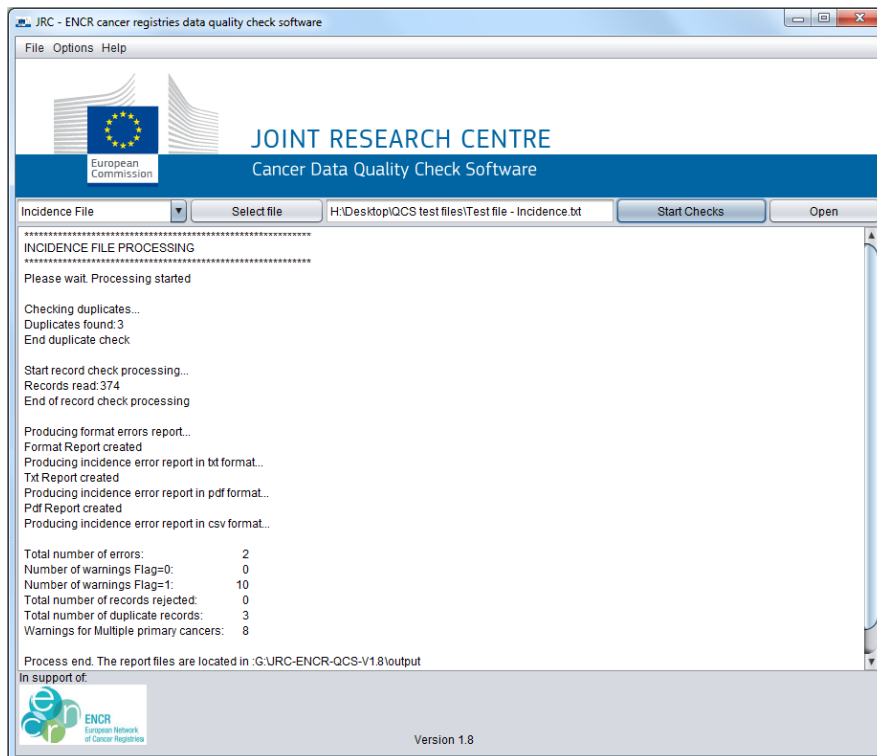 JRC - ENCR cancer registries data quality check software
File Options Help
European
Commission
JOINT RESEARCH CENTRE
Cancer Data Quality Check Software
Incidence File Select file H:\Desktop\QCS test files\Test file - Incidence.txt Start Checks Open
************************************************************
INCIDENCE FILE PROCESSING
************************************************************
Please wait. Processing started
Checking duplicates...
Duplicates found:3
End duplicate check
Start record check processing...
Records read:374
End of record check processing
Producing format errors report...
Format Report created
Producing incidence error report in txt format...
Txt Report created
Producing incidence error report in pdf format...
Pdf Report created
Producing incidence error report in csv format...
Total number of errors: 2
Number of warnings Flag=0: 0
Number of warnings Flag=1: 10
Total number of records rejected: 0
Total number of duplicate records: 3
Warnings for Multiple primary cancers: 8
Process end. The report files are located in :G:\JRC-ENCR-QCS-V1.8\output
In support of:
encr
ENCR
European Network
of Cancer Registries
Version 1.8